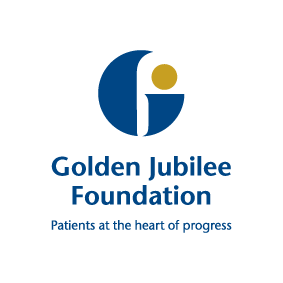 Golden Jubilee
Foundation
Patients at the heart of progress